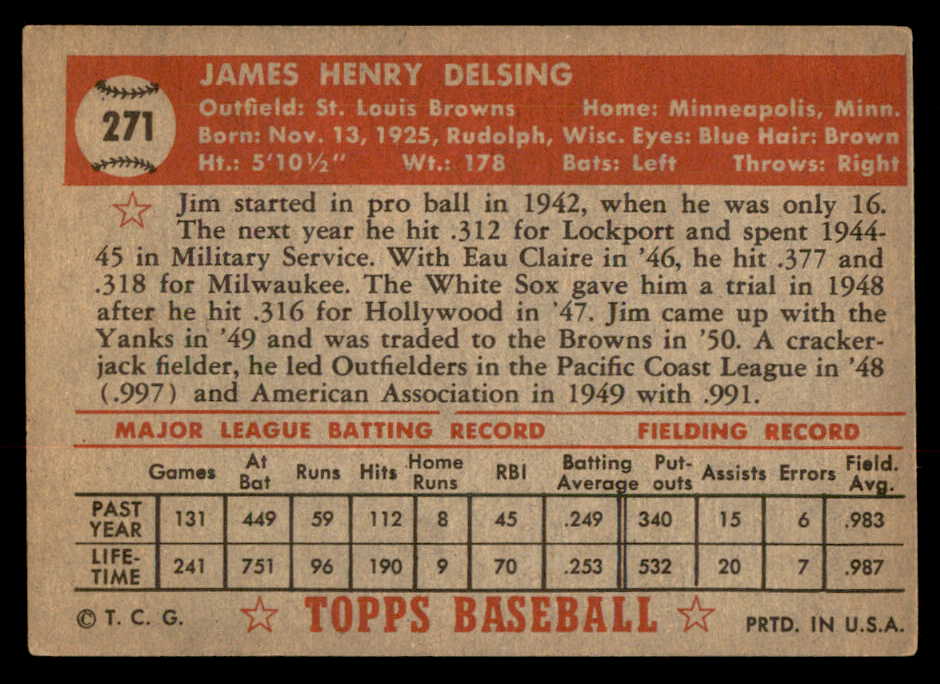 271
JAMES HENRY DELSING
Outfield: St. Louis Browns Home: Minneapolis, Minn.
Born: Nov. 13, 1925, Rudolph, Wisc. Eyes: Blue Hair: Brown
Ht.: 5'10½" Wt.: 178 Bats: Left Throws: Right
Jim started in pro ball in 1942, when he was only 16.
The next year he hit .312 for Lockport and spent 1944-
45 in Military Service. With Eau Claire in '46, he hit .377 and
.318 for Milwaukee. The White Sox gave him a trial in 1948
after he hit .316 for Hollywood in '47. Jim came up with the
Yanks in '49 and was traded to the Browns in '50. A cracker-
jack fielder, he led Outfielders in the Pacific Coast League in '48
(.997) and American Association in 1949 with .991.
MAJOR LEAGUE BATTING RECORD FIELDING RECORD
Games At Bat Runs Hits Home Runs RBI Batting Average Put-outs Assists Errors Field. Avg.
PAST YEAR 131 449 59 112 8 45 .249 340 15 6 .983
LIFE-TIME 241 751 96 190 9 70 .253 532 20 7 .987
© T. C. G. TOPPS BASEBALL PRTD. IN U.S.A.